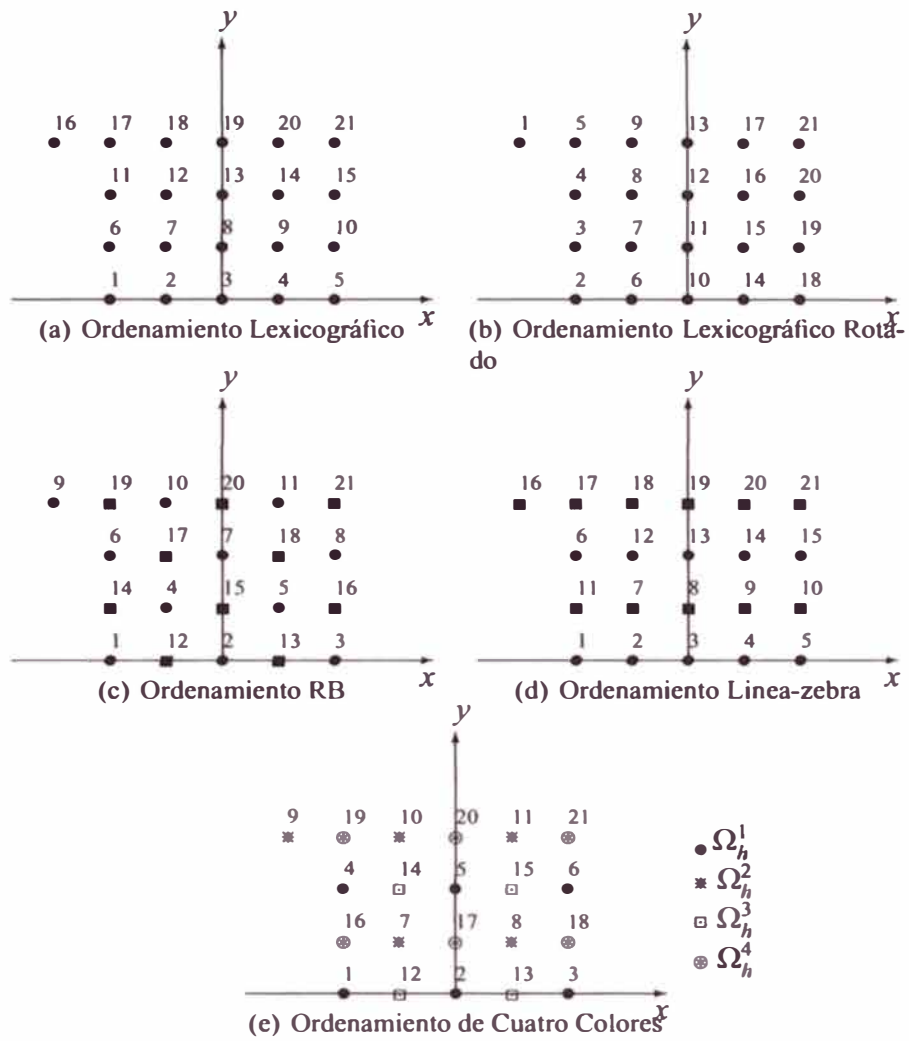 y y
16 17 18 19 20 21 1 5 9 13 17 21
11 12 13 14 15 4 8 12 16 20
6 7 8 9 10 3 7 11 15 19
1 2 3 4 5 2 6 10 14 18
x x
(a) Ordenamiento Lexicográfico (b) Ordenamiento Lexicográfico Rota-
do
y y
9 19 10 20 11 21 16 17 18 19 20 21
6 17 7 18 8 6 12 13 14 15
14 4 15 5 16 11 7 8 9 10
1 12 2 13 3 1 2 3 4 5
x x
(c) Ordenamiento RB (d) Ordenamiento Linea-zebra
y
9 19 10 20 11 21
4 14 5 15 6
16 7 17 8 18
1 12 2 13 3
x
Ω_h^1
Ω_h^2
Ω_h^3
Ω_h^4
(e) Ordenamiento de Cuatro Colores